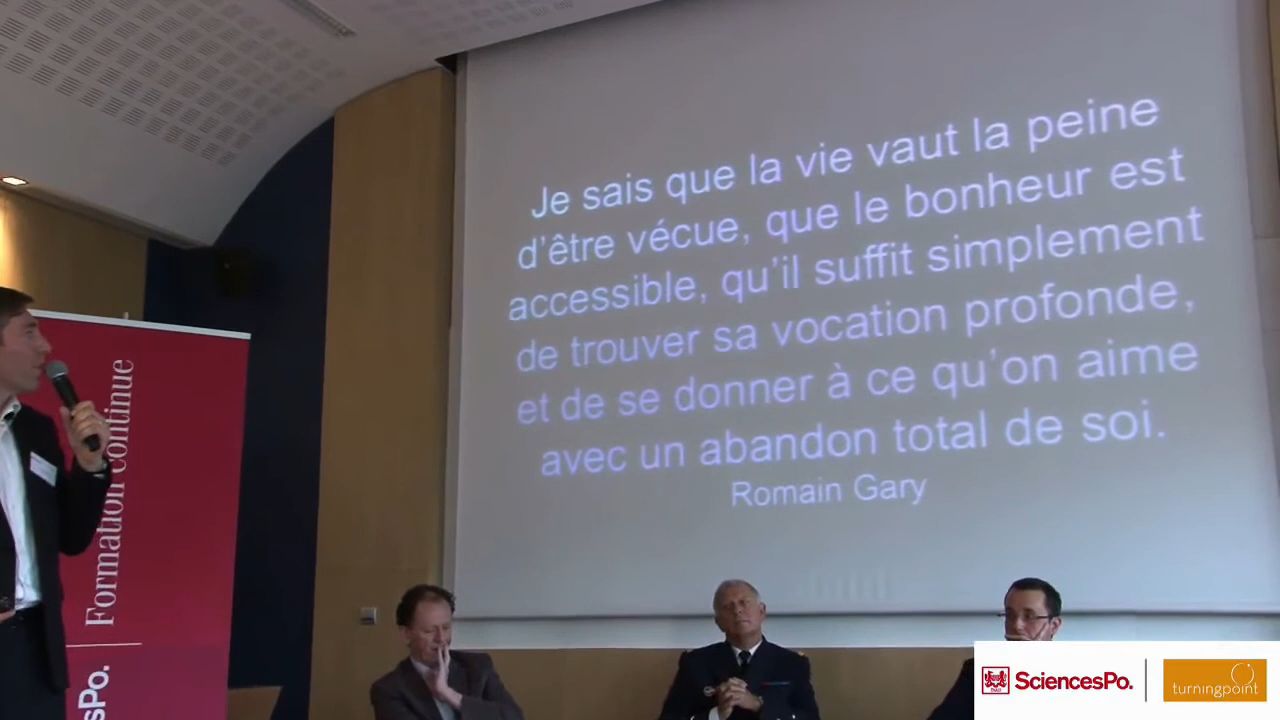 Je sais que la vie vaut la peine
d'être vécue, que le bonheur est
accessible, qu'il suffit simplement
de trouver sa vocation profonde,
et de se donner à ce qu'on aime
avec un abandon total de soi.
Romain Gary
Formation continue
sPo.
SciencesPo.
turningpoint